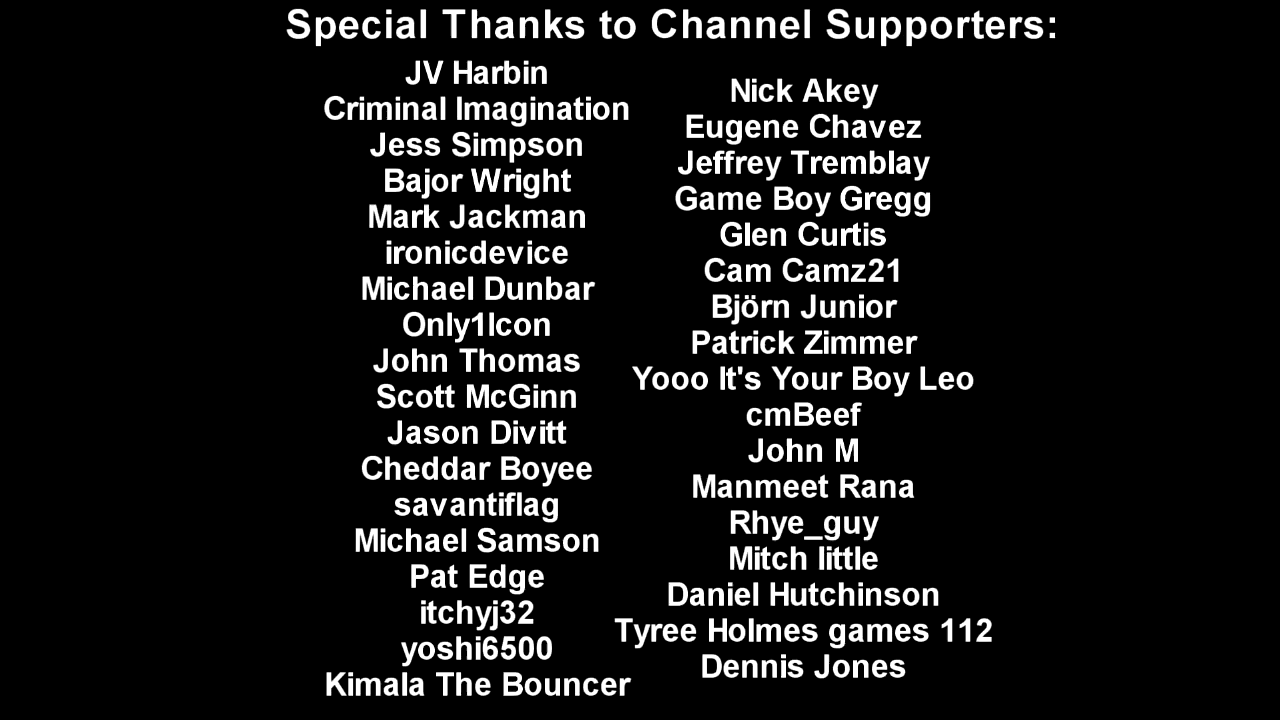 Special Thanks to Channel Supporters:
JV Harbin
Criminal Imagination
Jess Simpson
Bajor Wright
Mark Jackman
ironicdevice
Michael Dunbar
Only1Icon
John Thomas
Scott McGinn
Jason Divitt
Cheddar Boyee
savantiflag
Michael Samson
Pat Edge
itchyj32
yoshi6500
Kimala The Bouncer
Nick Akey
Eugene Chavez
Jeffrey Tremblay
Game Boy Gregg
Glen Curtis
Cam Camz21
Björn Junior
Patrick Zimmer
Yooo It's Your Boy Leo
cmBeef
John M
Manmeet Rana
Rhye_guy
Mitch little
Daniel Hutchinson
Tyree Holmes games 112
Dennis Jones